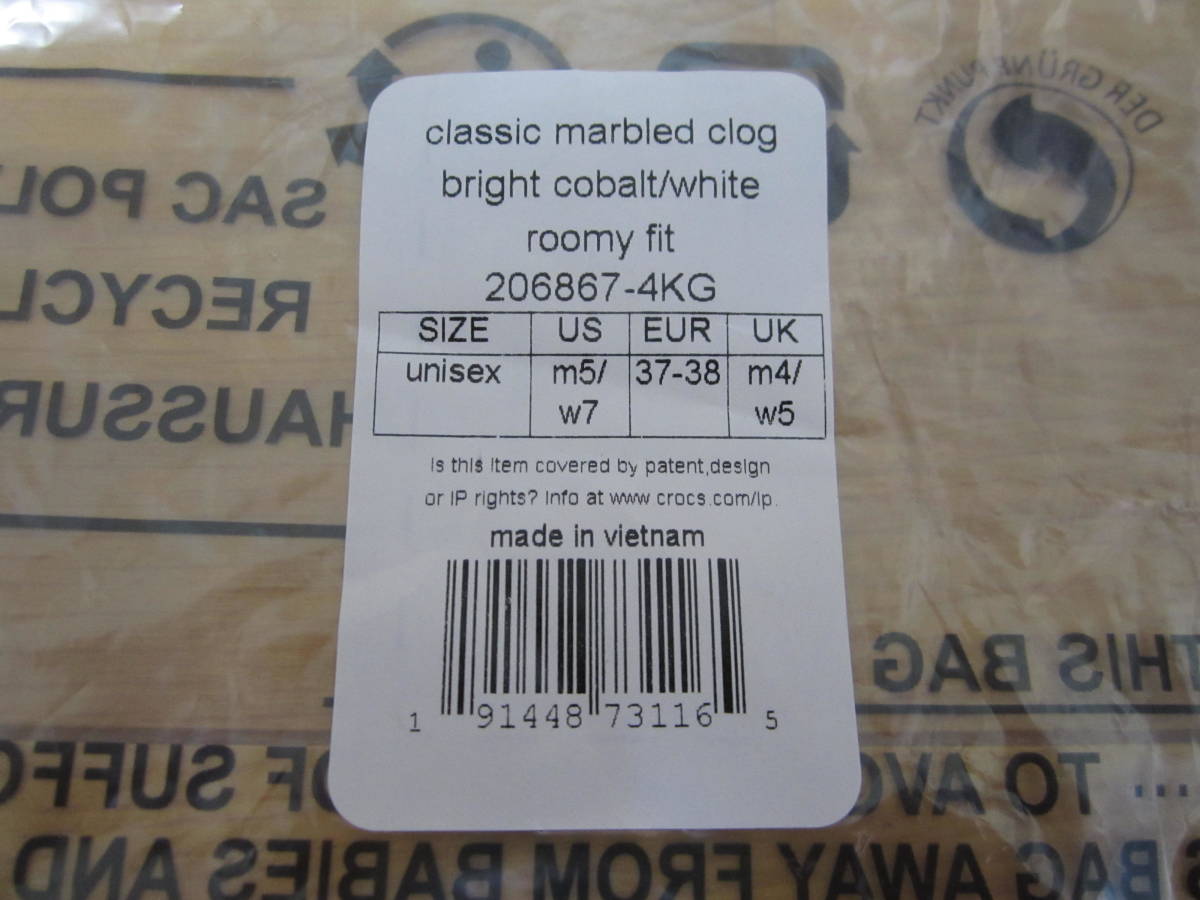 classic marbled clog
bright cobalt/white
roomy fit
206867-4KG
SIZE US EUR UK
unisex m5/ 37-38 m4/
w7 w5
is this item covered by patent,design
or IP rights? Info at www crocs.com/ip.
made in vietnam
1 91448 73116 5
DER GRÜNE PUNKT
SAC POL
RECYCL
HAUSSUR
THIS BAG
OF SUFFO
TO AVO
BAG AWAY FROM BABIES AND